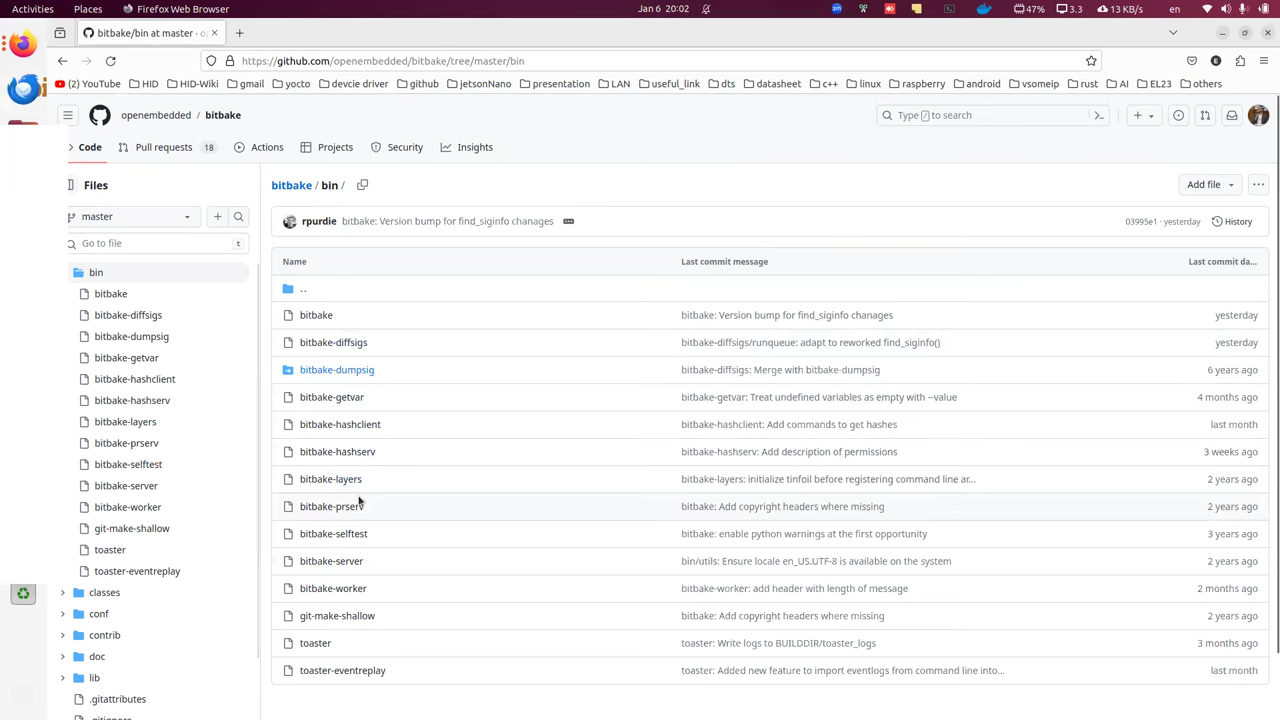 Activities Places Firefox Web Browser Jan 6 20:02 47% 3.3 13 KB/s en
bitbake/bin at master · o
https://github.com/openembedded/bitbake/tree/master/bin
(2) YouTube HID HID-Wiki gmail yocto devcie driver github jetsonNano presentation LAN useful_link dts datasheet c++ linux raspberry android vsomeip rust AI EL23 others
openembedded / bitbake Type / to search
Code Pull requests 18 Actions Projects Security Insights
Files
master
Go to file t
bin
bitbake
bitbake-diffsigs
bitbake-dumpsig
bitbake-getvar
bitbake-hashclient
bitbake-hashserv
bitbake-layers
bitbake-prserv
bitbake-selftest
bitbake-server
bitbake-worker
git-make-shallow
toaster
toaster-eventreplay
classes
conf
contrib
doc
lib
.gitattributes
bitbake / bin / Add file
rpurdie bitbake: Version bump for find_siginfo chanages 03995e1 · yesterday History
Name Last commit message Last commit da...
..
bitbake bitbake: Version bump for find_siginfo chanages yesterday
bitbake-diffsigs bitbake-diffsigs/runqueue: adapt to reworked find_siginfo() yesterday
bitbake-dumpsig bitbake-diffsigs: Merge with bitbake-dumpsig 6 years ago
bitbake-getvar bitbake-getvar: Treat undefined variables as empty with --value 4 months ago
bitbake-hashclient bitbake-hashclient: Add commands to get hashes last month
bitbake-hashserv bitbake-hashserv: Add description of permissions 3 weeks ago
bitbake-layers bitbake-layers: initialize tinfoil before registering command line ar... 2 years ago
bitbake-prserv bitbake: Add copyright headers where missing 2 years ago
bitbake-selftest bitbake: enable python warnings at the first opportunity 3 years ago
bitbake-server bin/utils: Ensure locale en_US.UTF-8 is available on the system 2 years ago
bitbake-worker bitbake-worker: add header with length of message 2 months ago
git-make-shallow bitbake: Add copyright headers where missing 2 years ago
toaster toaster: Write logs to BUILDDIR/toaster_logs 3 months ago
toaster-eventreplay toaster: Added new feature to import eventlogs from command line into... last month